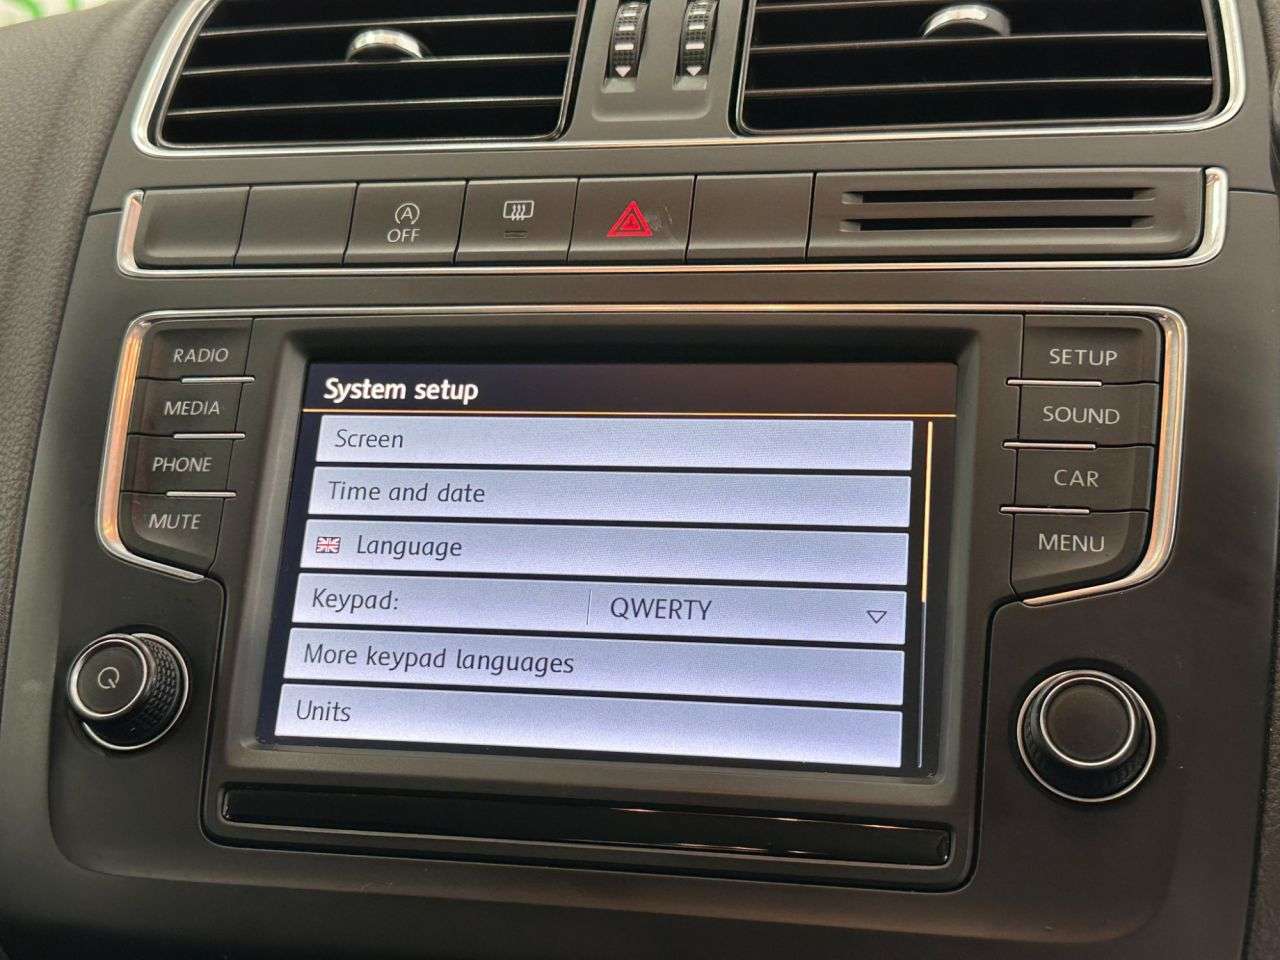 A
OFF
RADIO
MEDIA
PHONE
MUTE
System setup
Screen
Time and date
Language
Keypad: QWERTY
More keypad languages
Units
SETUP
SOUND
CAR
MENU